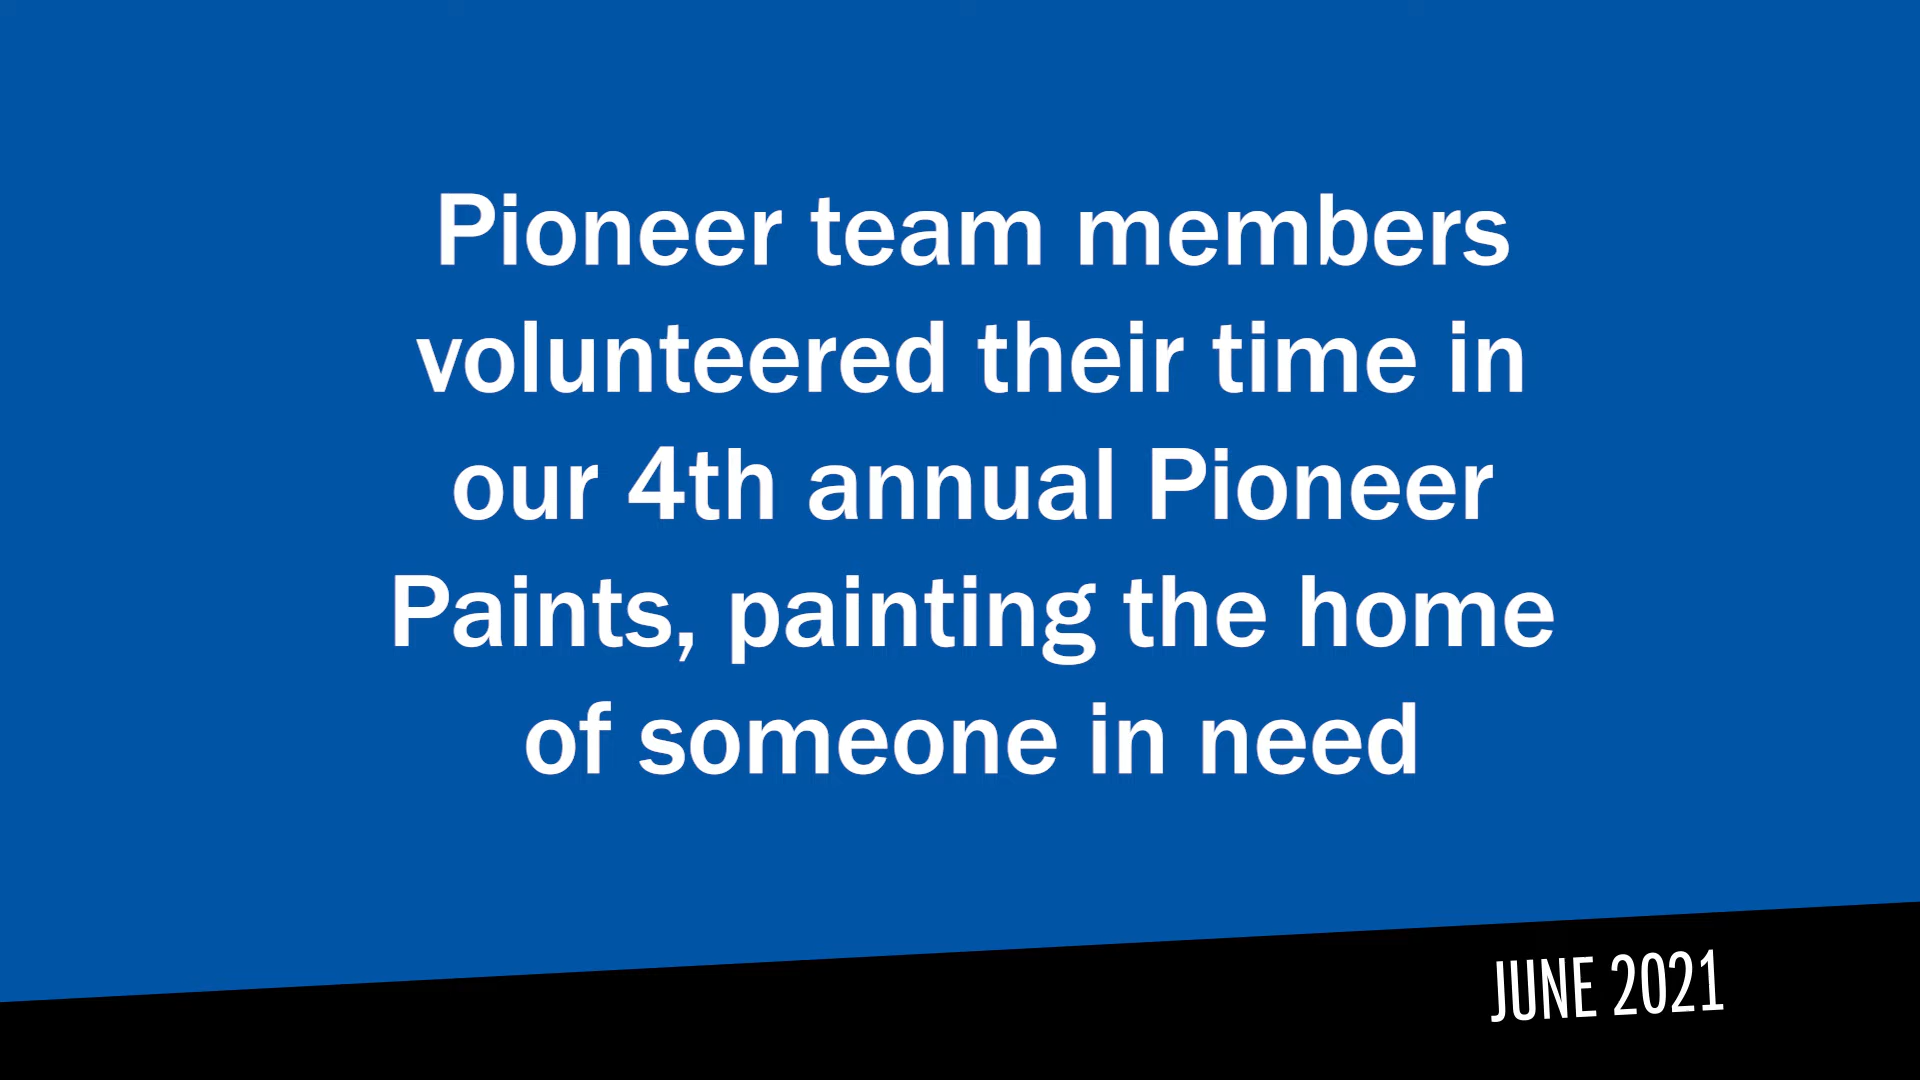 Pioneer team members
volunteered their time in
our 4th annual Pioneer
Paints, painting the home
of someone in need
JUNE 2021